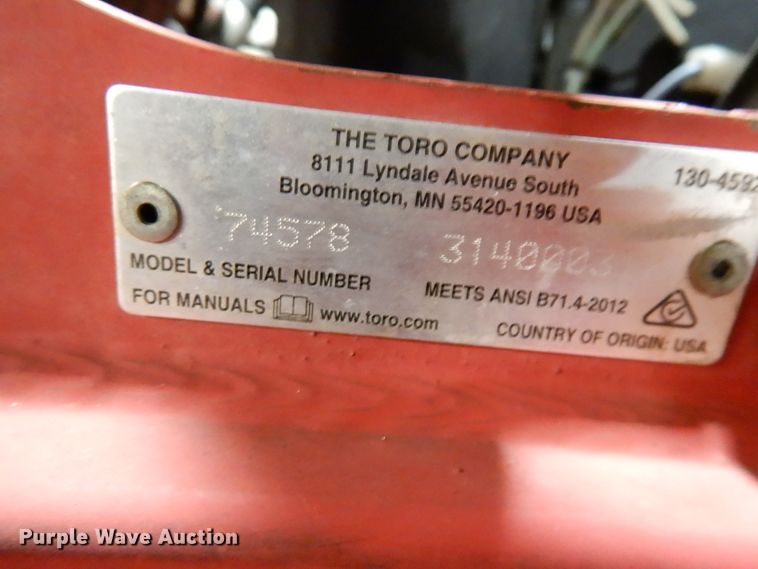 THE TORO COMPANY
8111 Lyndale Avenue South
Bloomington, MN 55420-1196 USA
74578
MODEL & SERIAL NUMBER
MEETS ANSI B71.4-2012
FOR MANUALS www.toro.com
COUNTRY OF ORIGIN: USA
Purple Wave Auction